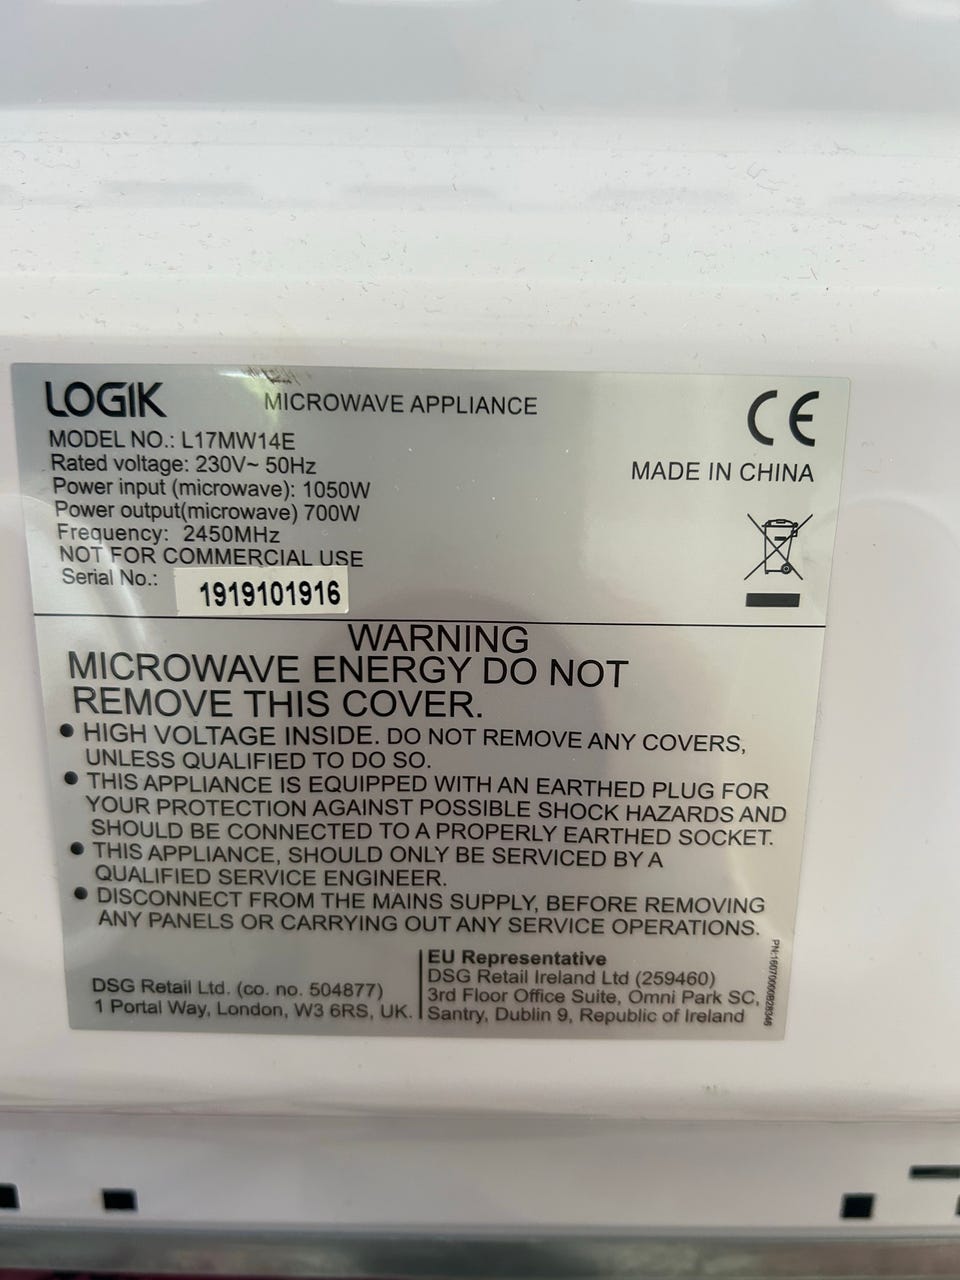 LOGIK
MICROWAVE APPLIANCE
CE
MODEL NO.: L17MW14E
Rated voltage: 230V~ 50Hz
Power input (microwave): 1050W
Power output(microwave) 700W
Frequency: 2450MHz
NOT FOR COMMERCIAL USE
Serial No.: 1919101916
MADE IN CHINA
WARNING
MICROWAVE ENERGY DO NOT
REMOVE THIS COVER.
• HIGH VOLTAGE INSIDE. DO NOT REMOVE ANY COVERS,
UNLESS QUALIFIED TO DO SO.
• THIS APPLIANCE IS EQUIPPED WITH AN EARTHED PLUG FOR
YOUR PROTECTION AGAINST POSSIBLE SHOCK HAZARDS AND
SHOULD BE CONNECTED TO A PROPERLY EARTHED SOCKET.
• THIS APPLIANCE, SHOULD ONLY BE SERVICED BY A
QUALIFIED SERVICE ENGINEER.
• DISCONNECT FROM THE MAINS SUPPLY, BEFORE REMOVING
ANY PANELS OR CARRYING OUT ANY SERVICE OPERATIONS.
DSG Retail Ltd. (co. no. 504877)
1 Portal Way, London, W3 6RS, UK.
EU Representative
DSG Retail Ireland Ltd (259460)
3rd Floor Office Suite, Omni Park SC,
Santry, Dublin 9, Republic of Ireland